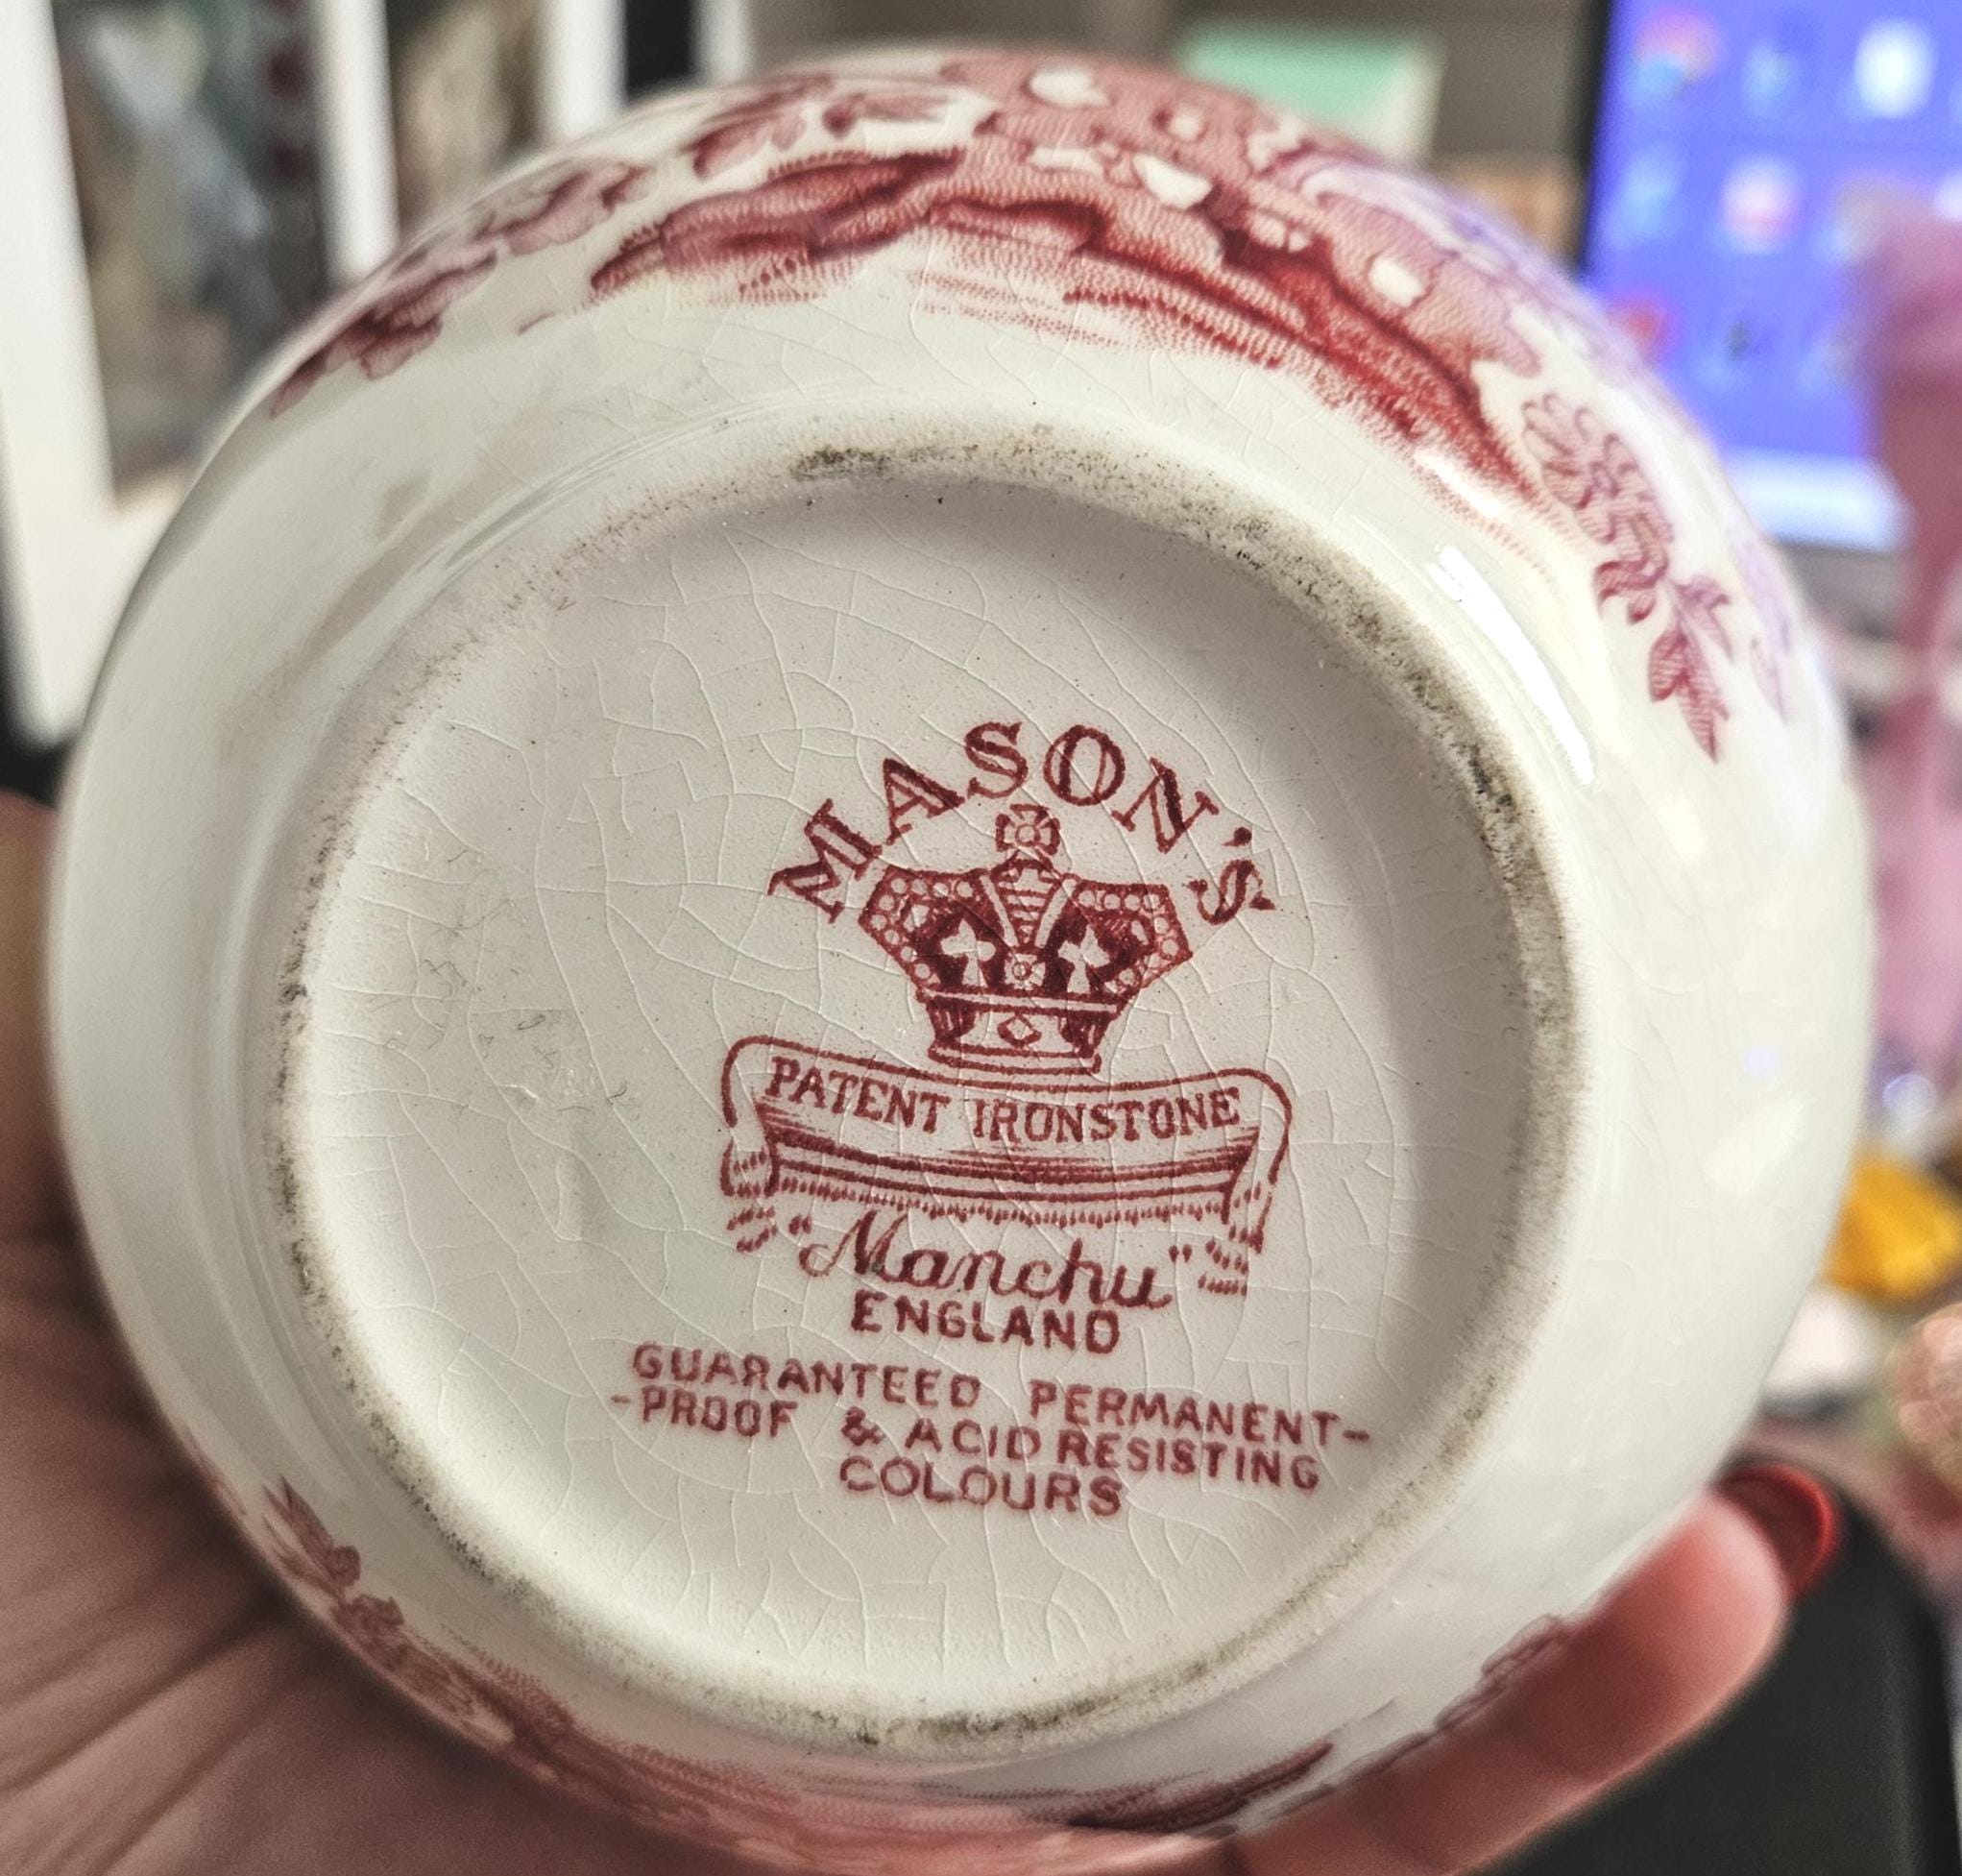 MASON'S
PATENT IRONSTONE
"Manchu"
ENGLAND
GUARANTEED PERMANENT-
-PROOF & ACID RESISTING
COLOURS